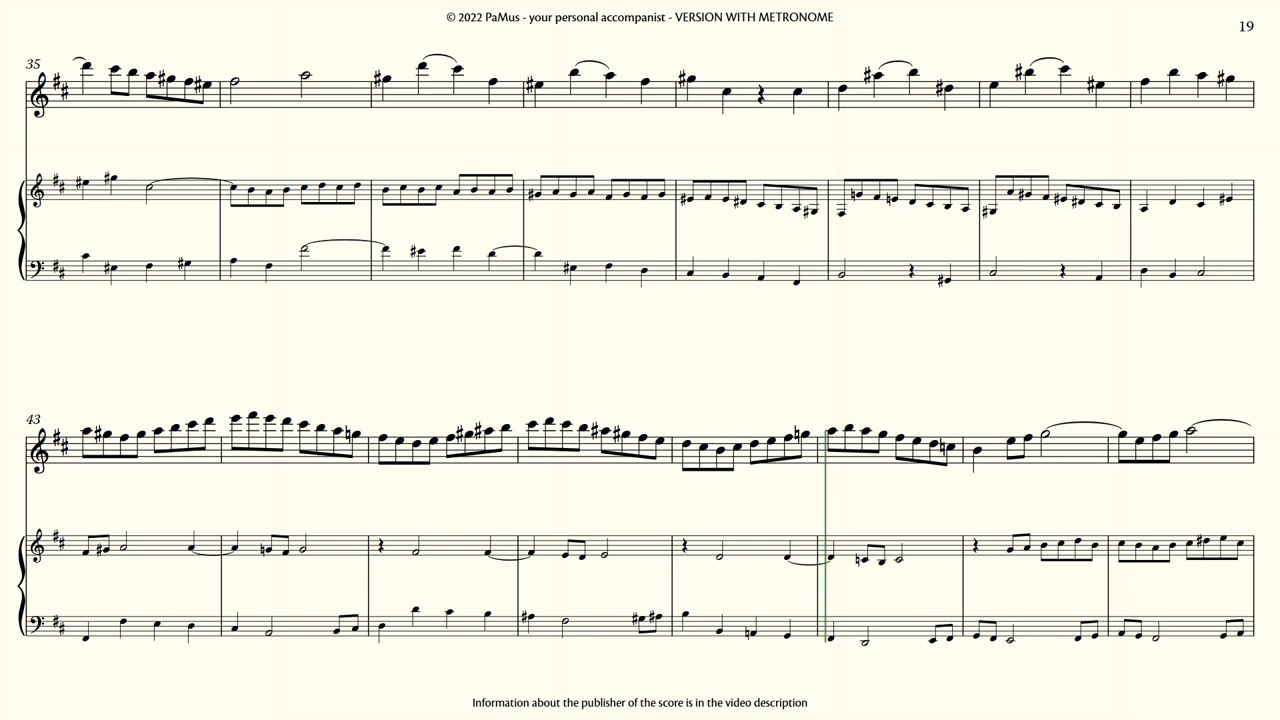 © 2022 PaMus - your personal accompanist - VERSION WITH METRONOME
19
35
43
Information about the publisher of the score is in the video description